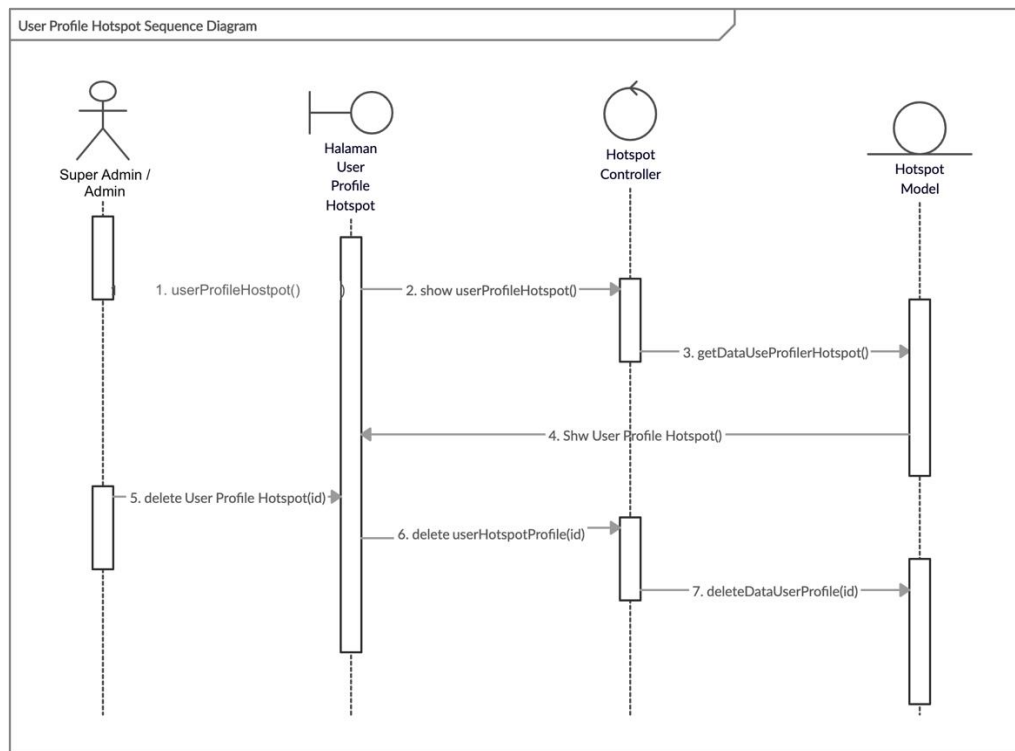 User Profile Hotspot Sequence Diagram
Super Admin /
Admin
Halaman
User
Profile
Hotspot
Hotspot
Controller
Hotspot
Model
1. userProfileHostpot()
2. show userProfileHotspot()
3. getDataUseProfilerHotspot()
4. Shw User Profile Hotspot()
5. delete User Profile Hotspot(id)
6. delete userHotspotProfile(id)
7. deleteDataUserProfile(id)